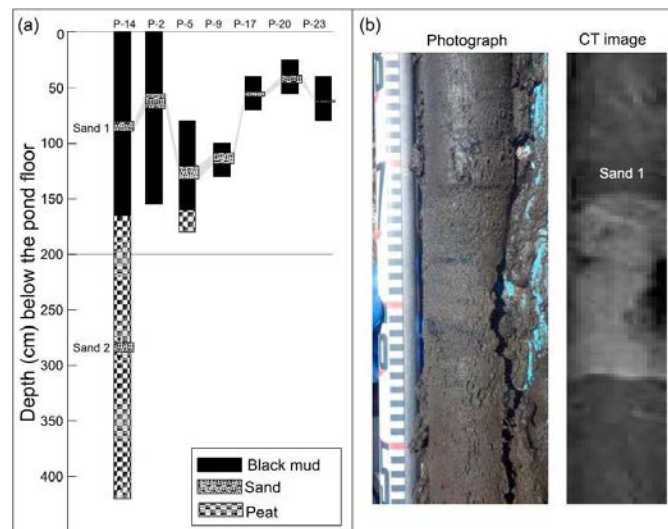 (a)
P-14 P-2 P-5 P-9 P-17 P-20 P-23
0
50
100
150
200
250
300
350
400
Depth (cm) below the pond floor
Sand 1
Sand 2
Black mud
Sand
Peat
(b)
Photograph
CT image
Sand 1